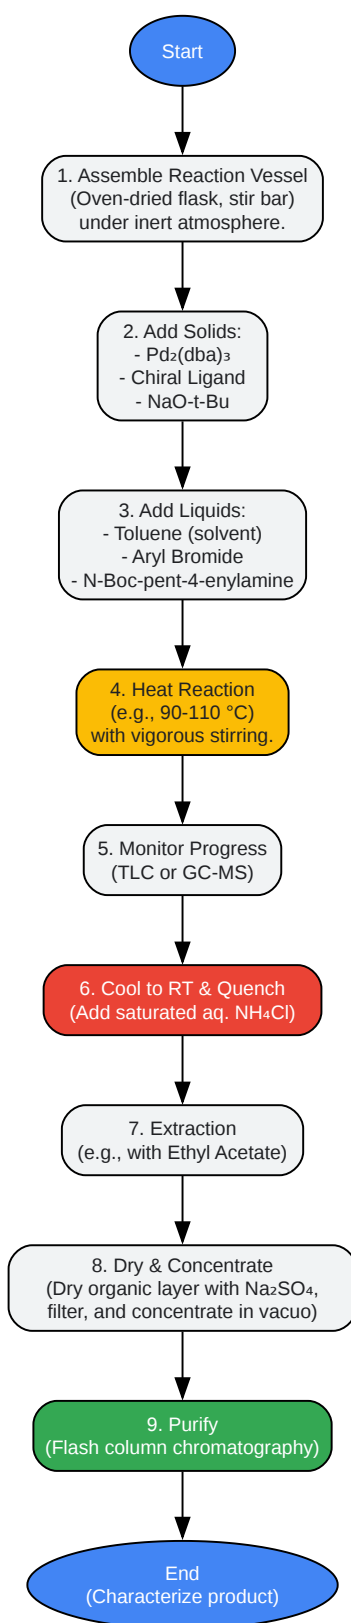 Start
1. Assemble Reaction Vessel
(Oven-dried flask, stir bar)
under inert atmosphere.
2. Add Solids:
- Pd₂(dba)₃
- Chiral Ligand
- NaO-t-Bu
3. Add Liquids:
- Toluene (solvent)
- Aryl Bromide
- N-Boc-pent-4-enylamine
4. Heat Reaction
(e.g., 90-110 °C)
with vigorous stirring.
5. Monitor Progress
(TLC or GC-MS)
6. Cool to RT & Quench
(Add saturated aq. NH₄Cl)
7. Extraction
(e.g., with Ethyl Acetate)
8. Dry & Concentrate
(Dry organic layer with Na₂SO₄,
filter, and concentrate in vacuo)
9. Purify
(Flash column chromatography)
End
(Characterize product)